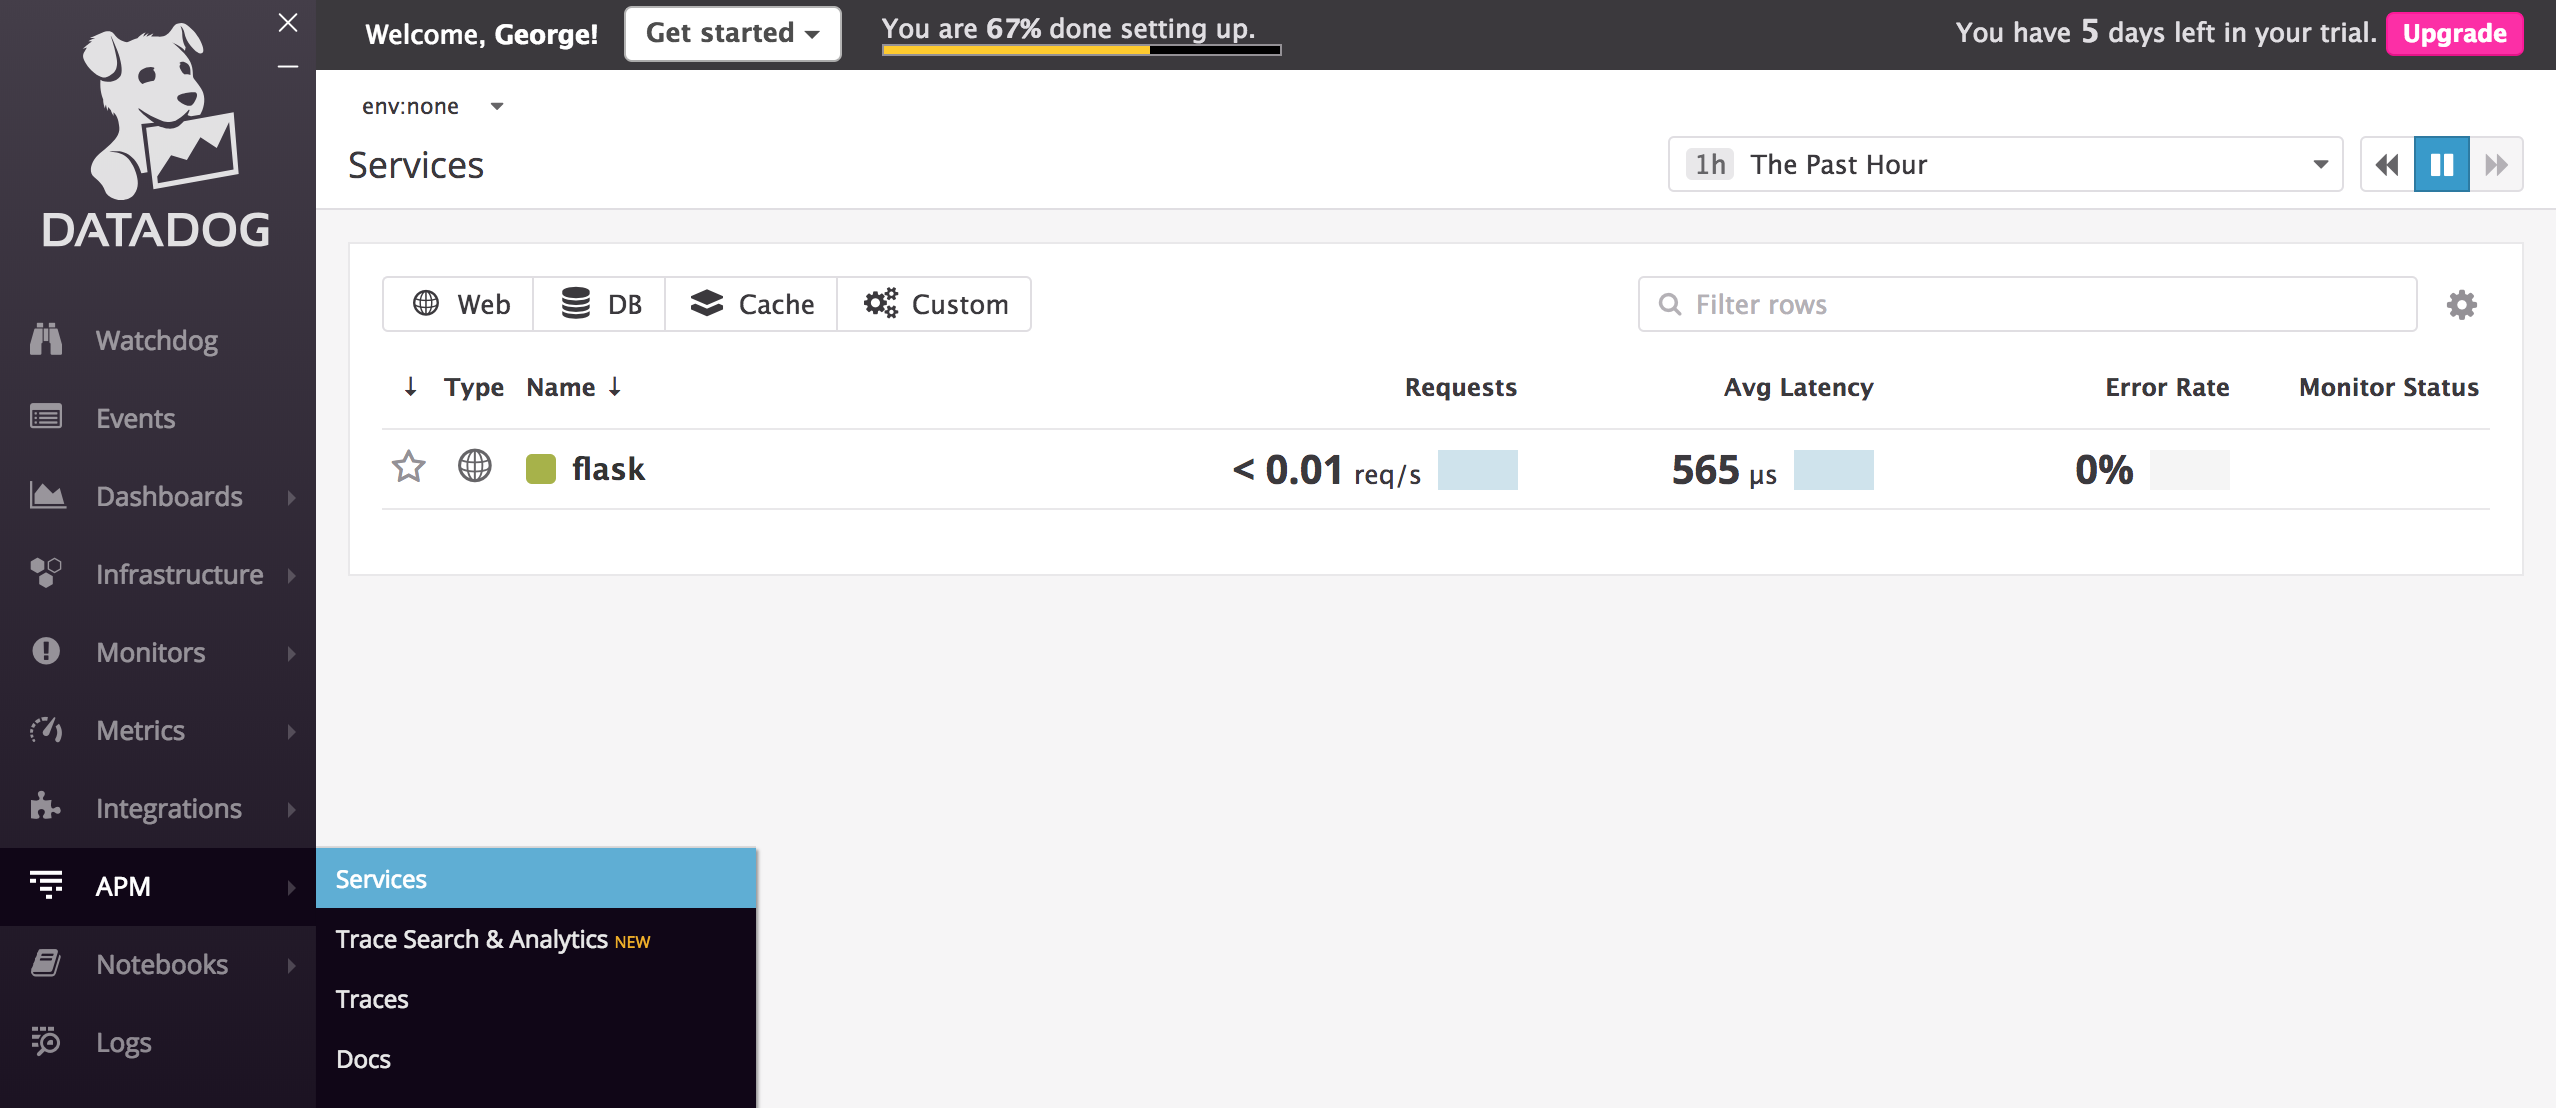 Welcome, George!
Get started
You are 67% done setting up.
You have 5 days left in your trial.
Upgrade
DATADOG
env:none
Services
1h The Past Hour
Web
DB
Cache
Custom
Filter rows
Type Name Requests Avg Latency Error Rate Monitor Status
flask < 0.01 req/s 565 µs 0%
Watchdog
Events
Dashboards
Infrastructure
Monitors
Metrics
Integrations
APM
Notebooks
Logs
Services
Trace Search & Analytics NEW
Traces
Docs